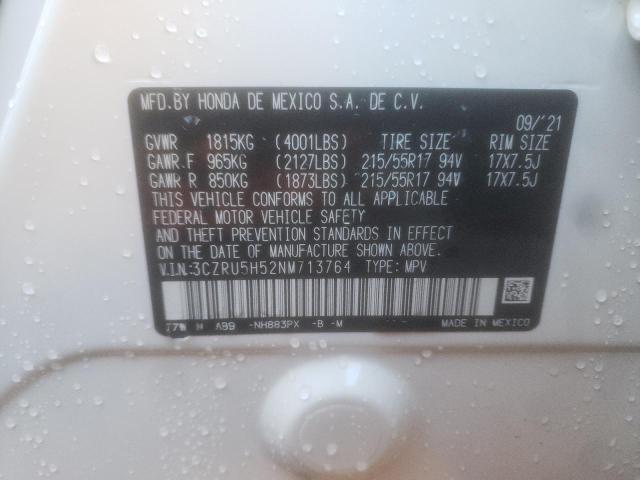 MFD.BY HONDA DE MEXICO S.A. DE C.V.
09/'21
GVWR 1815KG (4001LBS) TIRE SIZE RIM SIZE
GAWR F 965KG (2127LBS) 215/55R17 94V 17X7.5J
GAWR R 850KG (1873LBS) 215/55R17 94V 17X7.5J
THIS VEHICLE CONFORMS TO ALL APPLICABLE
FEDERAL MOTOR VEHICLE SAFETY
AND THEFT PREVENTION STANDARDS IN EFFECT
ON THE DATE OF MANUFACTURE SHOWN ABOVE.
V.I.N:3CZRU5H52NM713764 TYPE: MPV
A99 -NH883PX -B -M MADE IN MEXICO